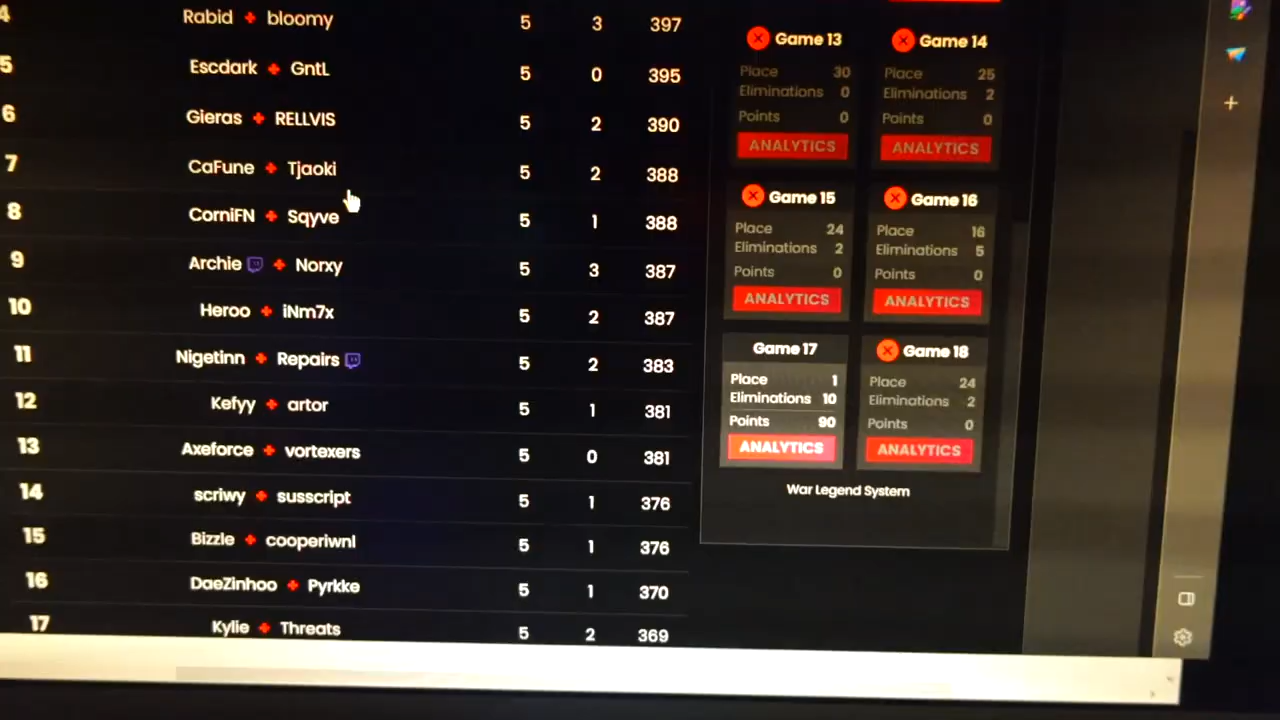 4 Rabid + bloomy 5 3 397
5 Escdark + GntL 5 0 395
6 Gieras + RELLVIS 5 2 390
7 CaFune + Tjaoki 5 2 388
8 CorniFN + Sqyve 5 1 388
9 Archie + Norxy 5 3 387
10 Heroo + iNm7x 5 2 387
11 Nigetinn + Repairs 5 2 383
12 Kefyy + artor 5 1 381
13 Axeforce + vortexers 5 0 381
14 scriwy + susscript 5 1 376
15 Bizzle + cooperiwnl 5 1 376
16 DaeZinhoo + Pyrkke 5 1 370
17 Kylie + Threats 5 2 369
Game 13
Place 30
Eliminations 0
Points 0
ANALYTICS
Game 14
Place 25
Eliminations 2
Points 0
ANALYTICS
Game 15
Place 24
Eliminations 2
Points 0
ANALYTICS
Game 16
Place 16
Eliminations 5
Points 0
ANALYTICS
Game 17
Place 1
Eliminations 10
Points 90
ANALYTICS
Game 18
Place 24
Eliminations 2
Points 0
ANALYTICS
War Legend System